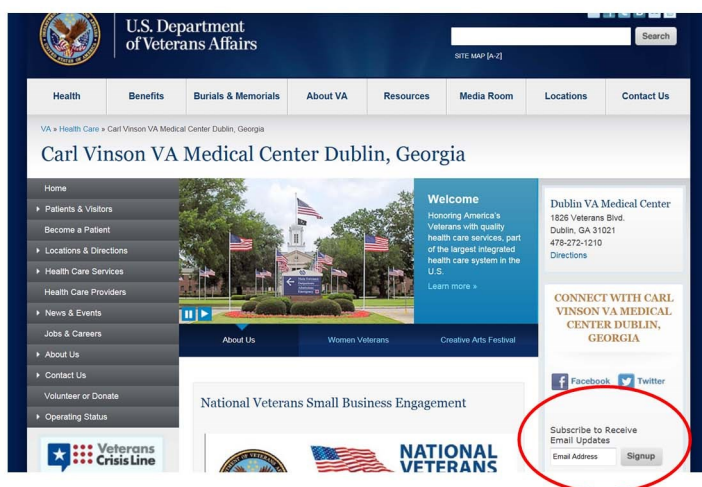 U.S. Department
of Veterans Affairs
Search
SITE MAP [A-Z]
Health
Benefits
Burials & Memorials
About VA
Resources
Media Room
Locations
Contact Us
VA » Health Care » Carl Vinson VA Medical Center Dublin, Georgia
Carl Vinson VA Medical Center Dublin, Georgia
Home
Patients & Visitors
Become a Patient
Locations & Directions
Health Care Services
Health Care Providers
News & Events
Jobs & Careers
About Us
Contact Us
Volunteer or Donate
Operating Status
Veterans
Crisis Line
Welcome
Honoring America's
Veterans with quality
health care services, part
of the largest integrated
health care system in the
U.S.
Learn more »
About Us
Women Veterans
Creative Arts Festival
National Veterans Small Business Engagement
NATIONAL
VETERANS
Dublin VA Medical Center
1826 Veterans Blvd.
Dublin, GA 31021
478-272-1210
Directions
CONNECT WITH CARL
VINSON VA MEDICAL
CENTER DUBLIN,
GEORGIA
Facebook
Twitter
Subscribe to Receive
Email Updates
Email Address
Signup